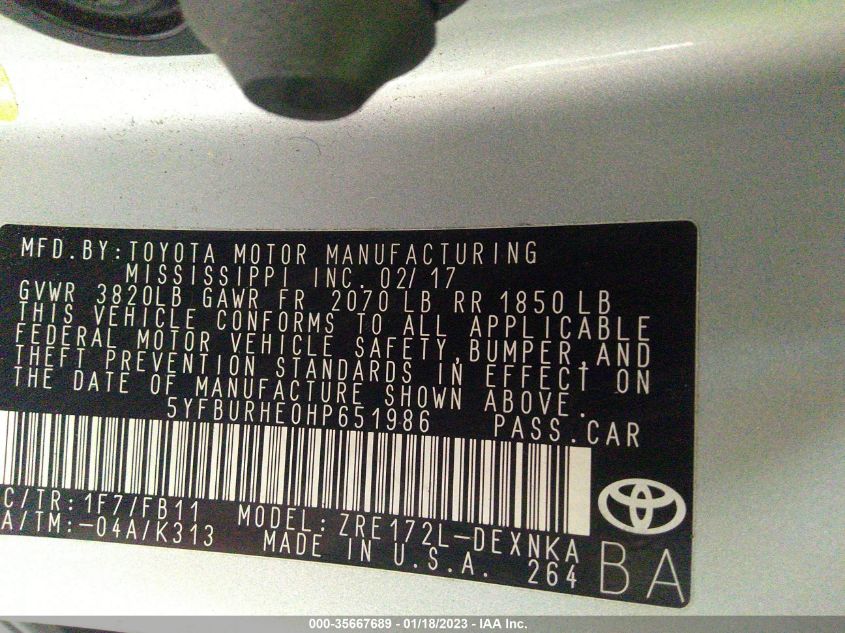 MFD.BY:TOYOTA MOTOR MANUFACTURING
MISSISSIPPI INC. 02/17
GVWR 3820LB GAWR FR 2070 LB RR 1850 LB
THIS VEHICLE CONFORMS TO ALL APPLICABLE
FEDERAL MOTOR VEHICLE SAFETY, BUMPER, AND
THEFT PREVENTION STANDARDS IN EFFECT ON
THE DATE OF MANUFACTURE SHOWN ABOVE.
5YFBURHE0HP651986 PASS.CAR
C/TR: 1F7/FB11 MODEL: ZRE172L-DEXNKA
A/TM:-04A/K313 MADE IN U.S.A. 264
BA
000-35667689 — 01/18/2023 — IAA Inc.